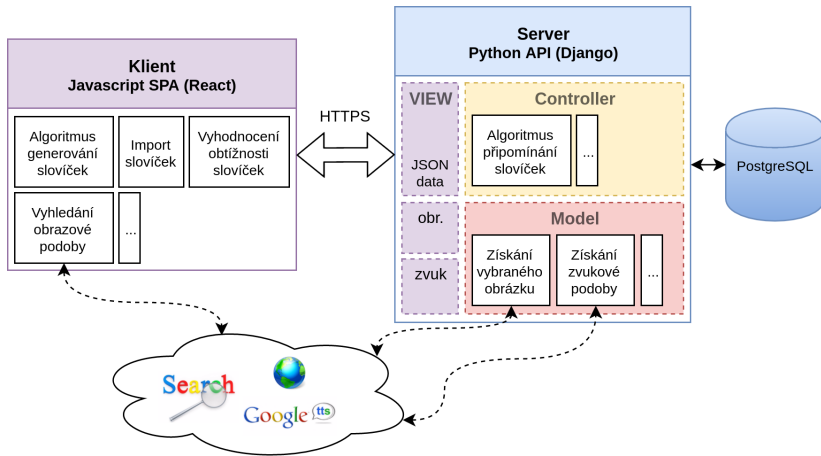 Klient
Javascript SPA (React)
Algoritmus
generování
slovíček
Import
slovíček
Vyhodnocení
obtížnosti
slovíček
Vyhledání
obrazové
podoby
...
HTTPS
Server
Python API (Django)
VIEW
JSON
data
obr.
zvuk
Controller
Algoritmus
připomínání
slovíček
...
Model
Získání
vybraného
obrázku
Získání
zvukové
podoby
...
PostgreSQL
Search
Google tts